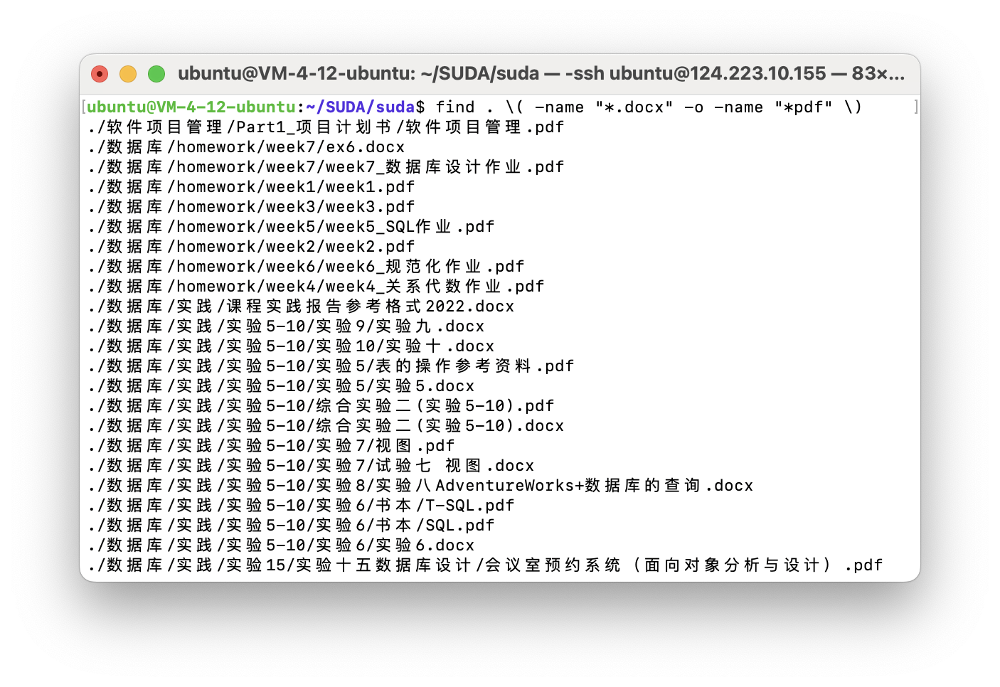 ubuntu@VM-4-12-ubuntu: ~/SUDA/suda — -ssh ubuntu@124.223.10.155 — 83×...
[ubuntu@VM-4-12-ubuntu:~/SUDA/suda$ find . \( -name "*.docx" -o -name "*pdf" \) ]
./软件项目管理/Part1_项目计划书/软件项目管理.pdf
./数据库/homework/week7/ex6.docx
./数据库/homework/week7/week7_数据库设计作业.pdf
./数据库/homework/week1/week1.pdf
./数据库/homework/week3/week3.pdf
./数据库/homework/week5/week5_SQL作业.pdf
./数据库/homework/week2/week2.pdf
./数据库/homework/week6/week6_规范化作业.pdf
./数据库/homework/week4/week4_关系代数作业.pdf
./数据库/实践/课程实践报告参考格式2022.docx
./数据库/实践/实验5-10/实验9/实验九.docx
./数据库/实践/实验5-10/实验10/实验十.docx
./数据库/实践/实验5-10/实验5/表的操作参考资料.pdf
./数据库/实践/实验5-10/实验5/实验5.docx
./数据库/实践/实验5-10/综合实验二(实验5-10).pdf
./数据库/实践/实验5-10/综合实验二(实验5-10).docx
./数据库/实践/实验5-10/实验7/视图.pdf
./数据库/实践/实验5-10/实验7/试验七 视图.docx
./数据库/实践/实验5-10/实验8/实验八AdventureWorks+数据库的查询.docx
./数据库/实践/实验5-10/实验6/书本/T-SQL.pdf
./数据库/实践/实验5-10/实验6/书本/SQL.pdf
./数据库/实践/实验5-10/实验6/实验6.docx
./数据库/实践/实验15/实验十五数据库设计/会议室预约系统（面向对象分析与设计）.pdf